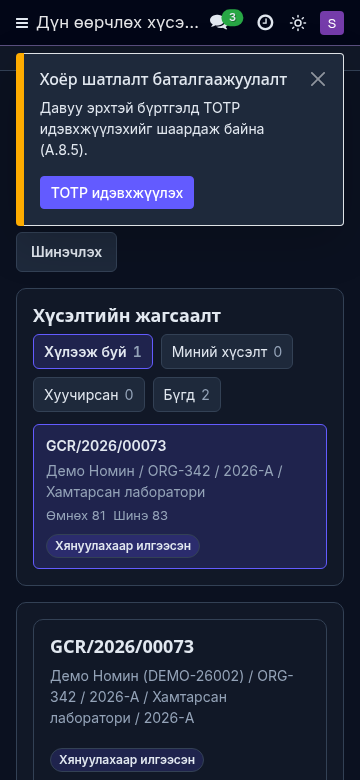 Дүн өөрчлөх хүсэ...
3
S
Хоёр шатлалт баталгаажуулалт
Давуу эрхтэй бүртгэлд TOTP
идэвхжүүлэхийг шаардаж байна
(A.8.5).
TOTP идэвхжүүлэх
Шинэчлэх
Хүсэлтийн жагсаалт
Хүлээж буй 1
Миний хүсэлт 0
Хуучирсан 0
Бүгд 2
GCR/2026/00073
Демо Номин / ORG-342 / 2026-A /
Хамтарсан лаборатори
Өмнөх 81 Шинэ 83
Хянуулахаар илгээсэн
GCR/2026/00073
Демо Номин (DEMO-26002) / ORG-
342 / 2026-A / Хамтарсан
лаборатори / 2026-A
Хянуулахаар илгээсэн